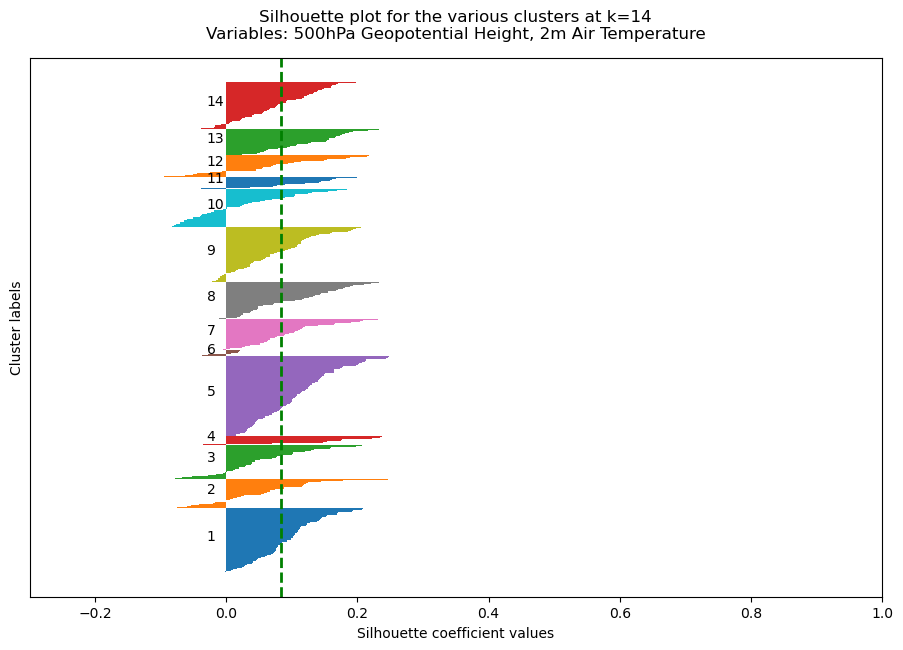 Silhouette plot for the various clusters at k=14
Variables: 500hPa Geopotential Height, 2m Air Temperature
14
13
12
11
10
9
8
7
6
5
4
3
2
1
Cluster labels
−0.2 0.0 0.2 0.4 0.6 0.8 1.0
Silhouette coefficient values